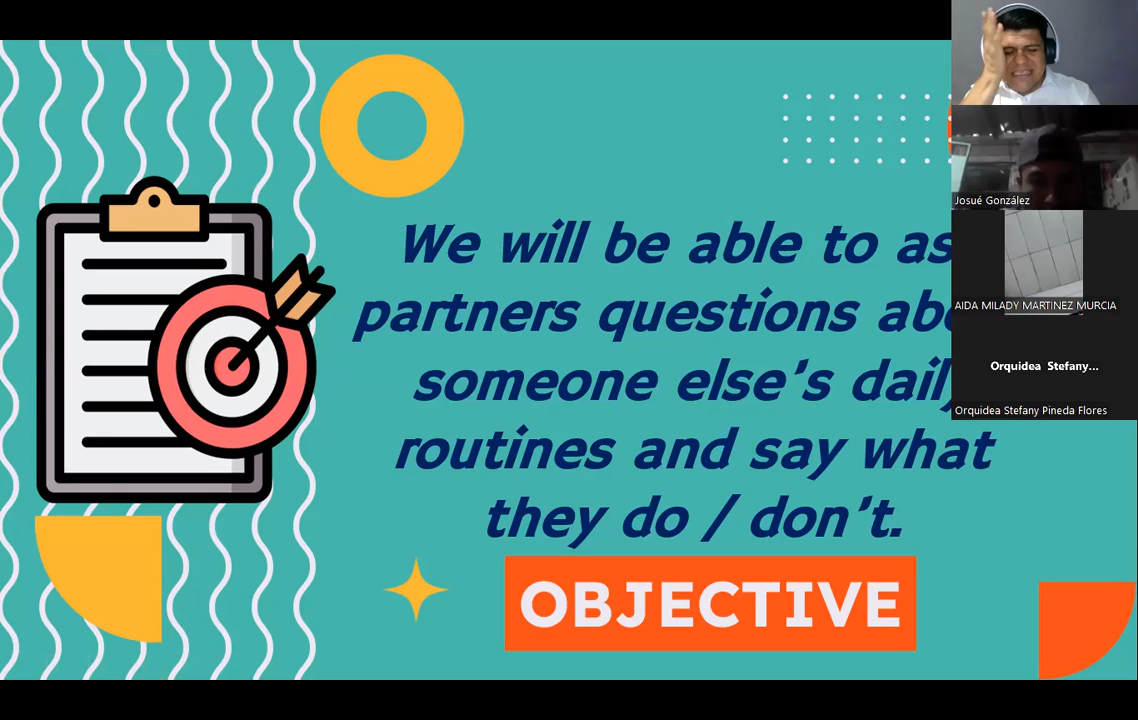 We will be able to as
partners questions abo
someone else's daily
routines and say what
they do / don't.
OBJECTIVE
Josué González
AIDA MILADY MARTINEZ MURCIA
Orquidea Stefany...
Orquidea Stefany Pineda Flores